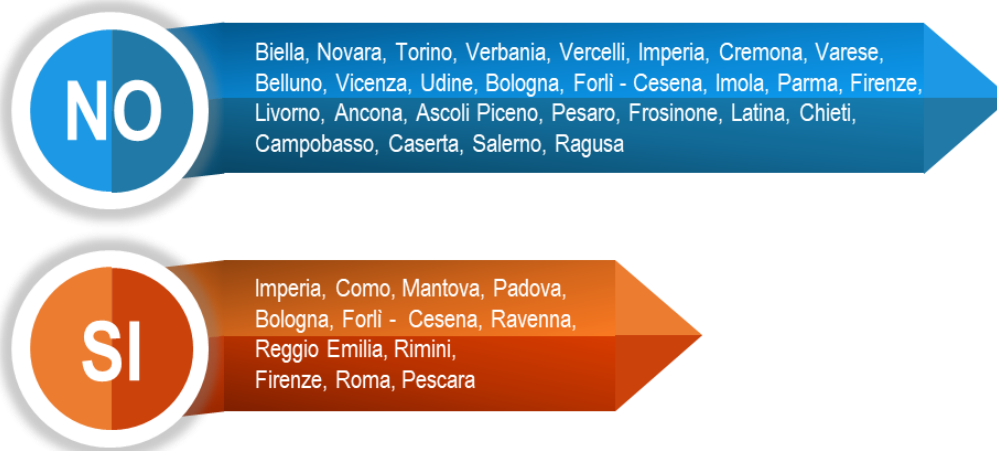 NO
Biella, Novara, Torino, Verbania, Vercelli, Imperia, Cremona, Varese,
Belluno, Vicenza, Udine, Bologna, Forlì - Cesena, Imola, Parma, Firenze,
Livorno, Ancona, Ascoli Piceno, Pesaro, Frosinone, Latina, Chieti,
Campobasso, Caserta, Salerno, Ragusa
SI
Imperia, Como, Mantova, Padova,
Bologna, Forlì - Cesena, Ravenna,
Reggio Emilia, Rimini,
Firenze, Roma, Pescara